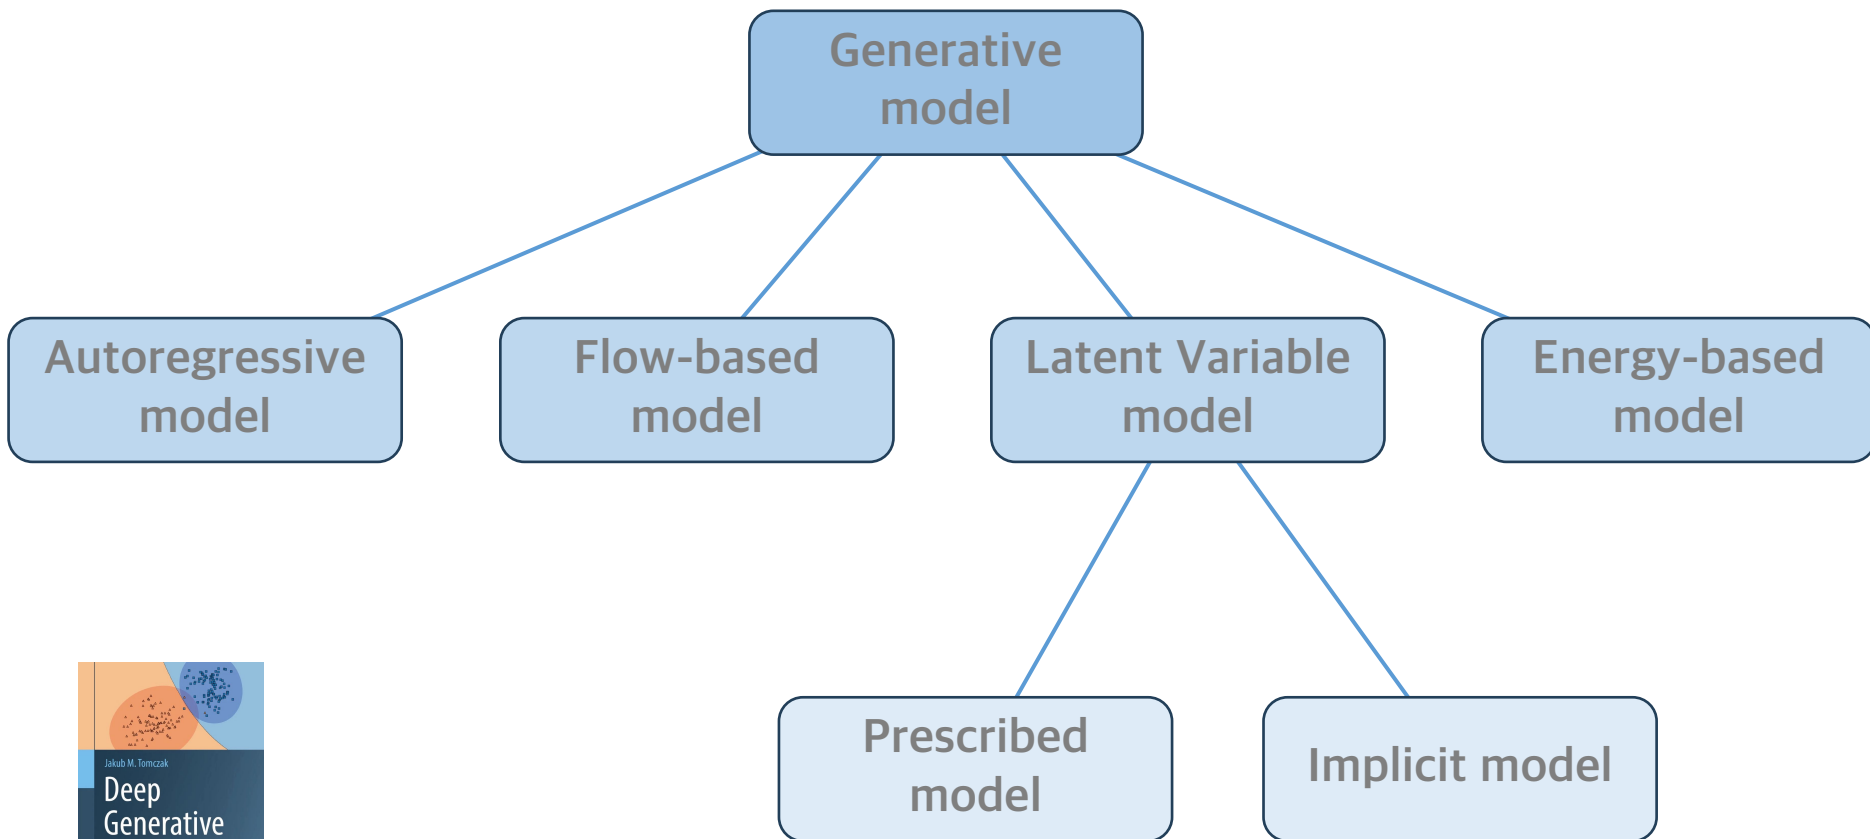 Generative
model
Autoregressive
model
Flow-based
model
Latent Variable
model
Energy-based
model
Prescribed
model
Implicit model
Jakub M. Tomczak
Deep
Generative